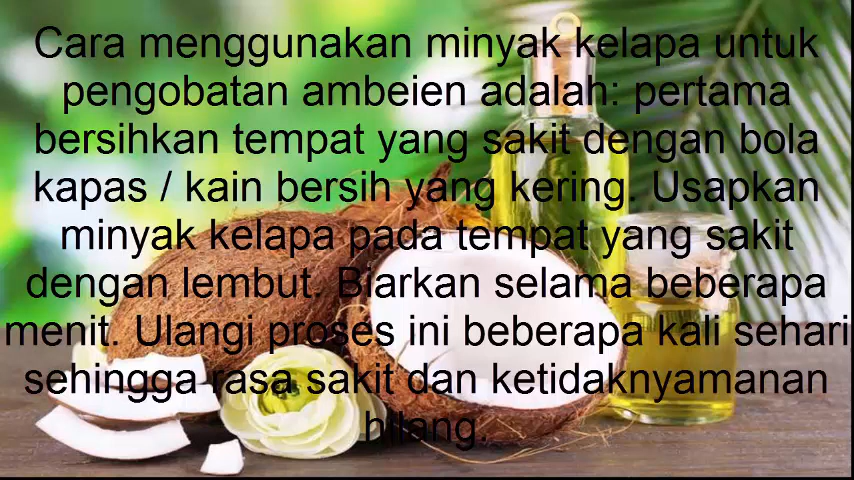 Cara menggunakan minyak kelapa untuk
pengobatan ambeien adalah: pertama
bersihkan tempat yang sakit dengan bola
kapas / kain bersih yang kering. Usapkan
minyak kelapa pada tempat yang sakit
dengan lembut. Biarkan selama beberapa
menit. Ulangi proses ini beberapa kali sehari
sehingga rasa sakit dan ketidaknyamanan
hilang.